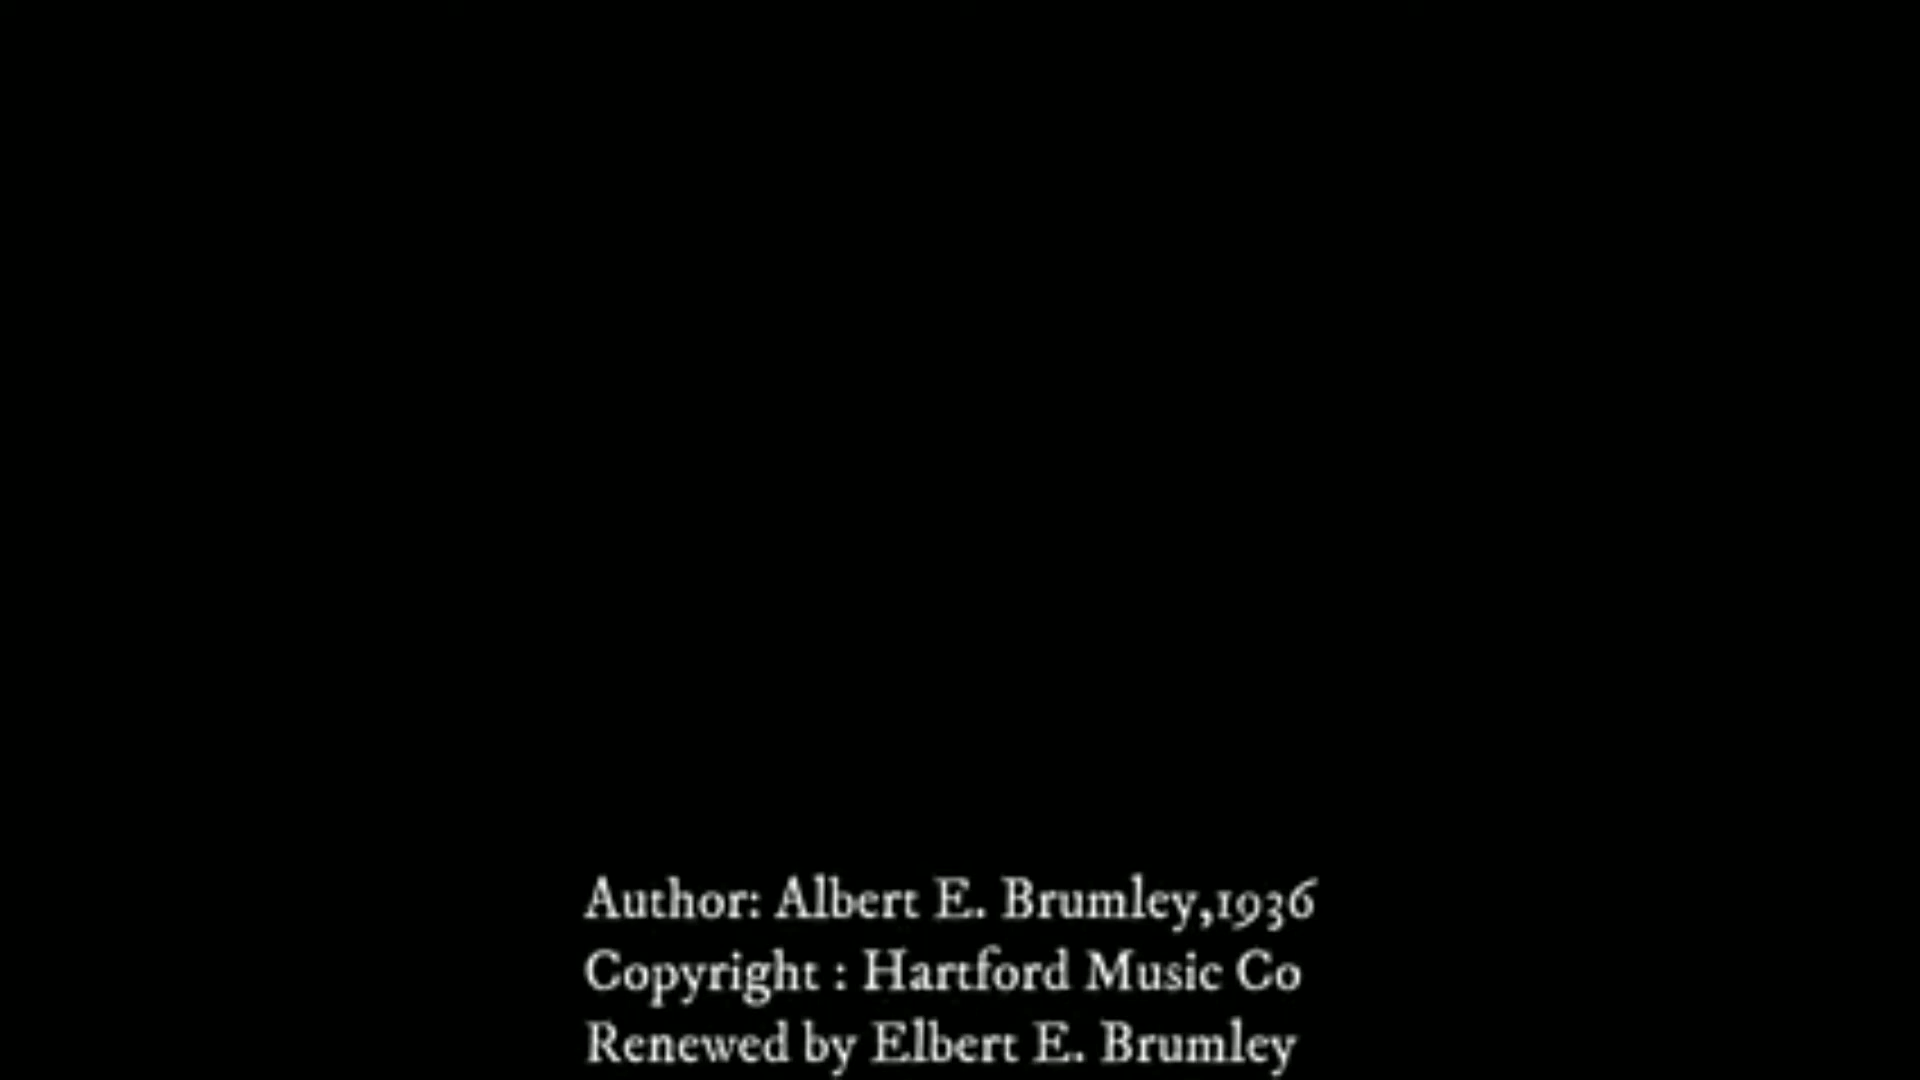 Author: Albert E. Brumley,1936
Copyright : Hartford Music Co
Renewed by Elbert E. Brumley